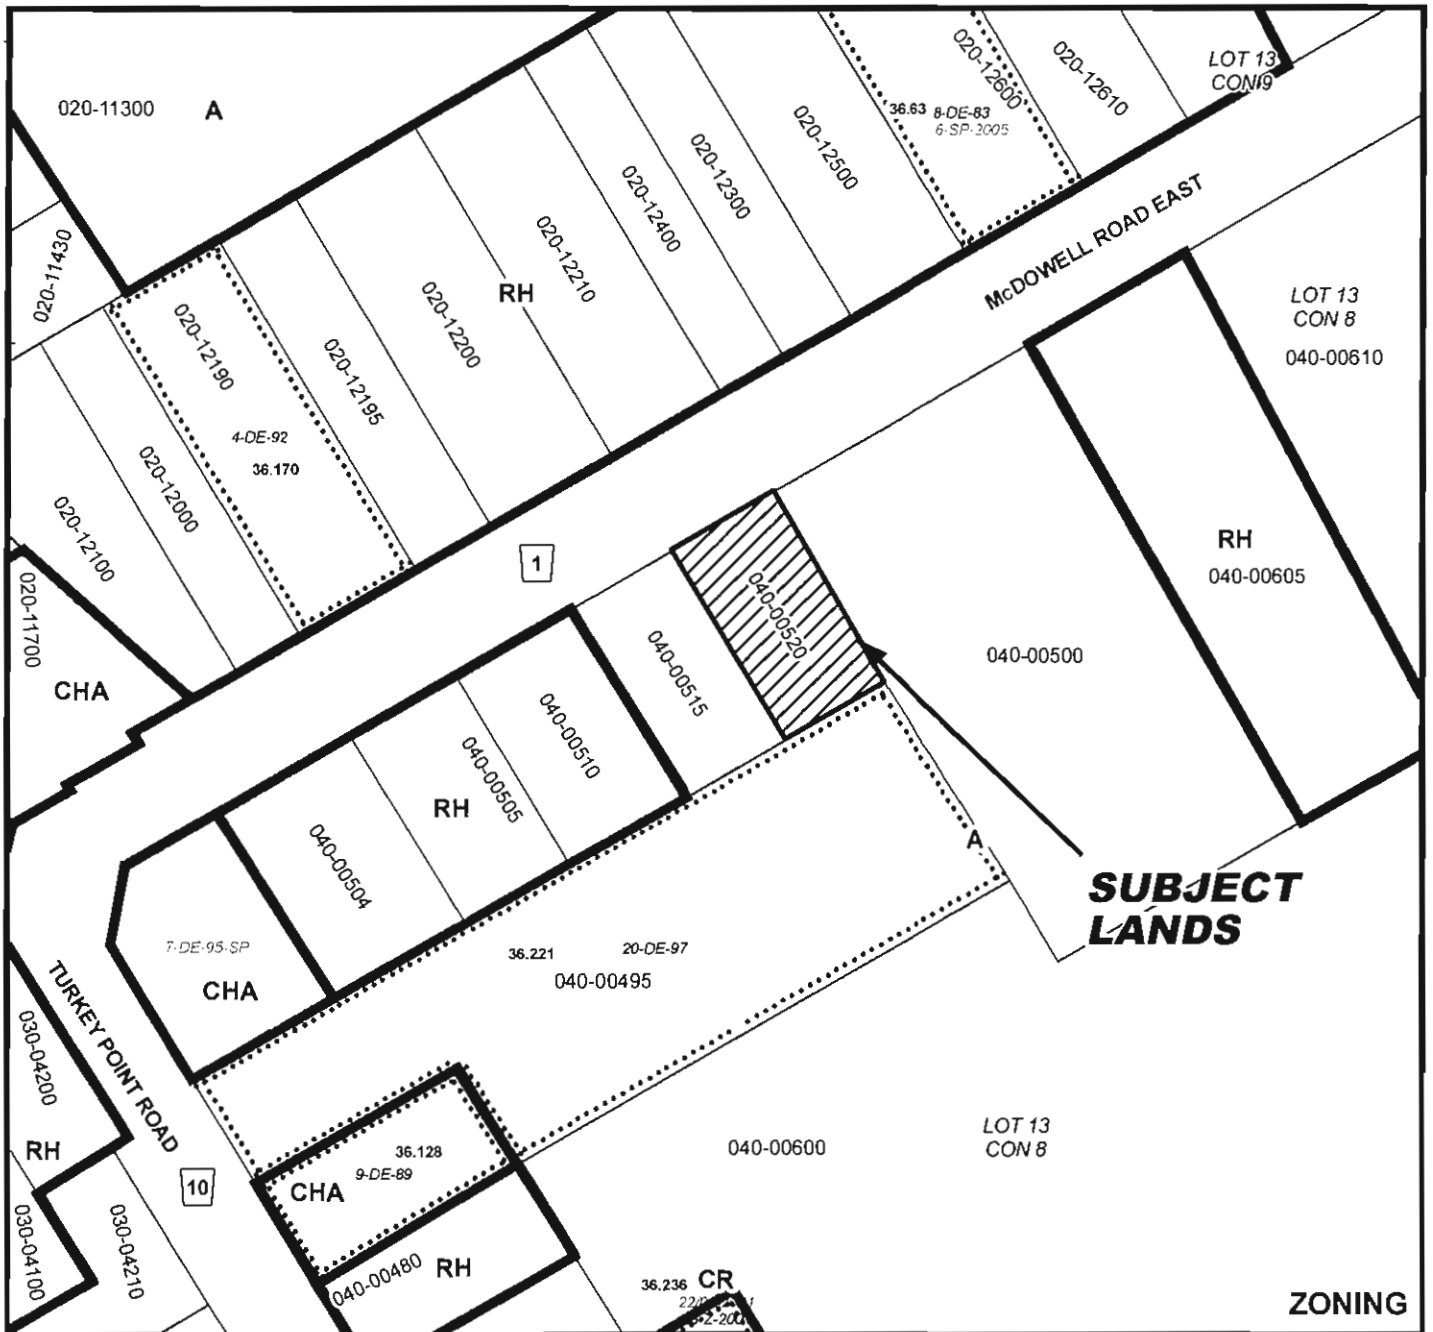 020-11300
A
020-12600
020-12610
LOT 13
CON 9
36.63
8-DE-83
6-SP-2005
020-12500
020-12300
020-12400
020-12210
RH
020-12200
020-12195
020-12190
020-11430
McDOWELL ROAD EAST
LOT 13
CON 8
040-00610
4-DE-92
36.170
020-12000
020-12100
020-11700
CHA
1
040-00520
040-00515
040-00500
RH
040-00605
040-00510
040-00505
RH
040-00504
A
SUBJECT
LANDS
7-DE-95-SP
CHA
36.221
20-DE-97
040-00495
TURKEY POINT ROAD
030-04200
RH
10
36.128
9-DE-89
CHA
040-00600
LOT 13
CON 8
030-04100
030-04210
040-00480
RH
36.236
CR
ZONING